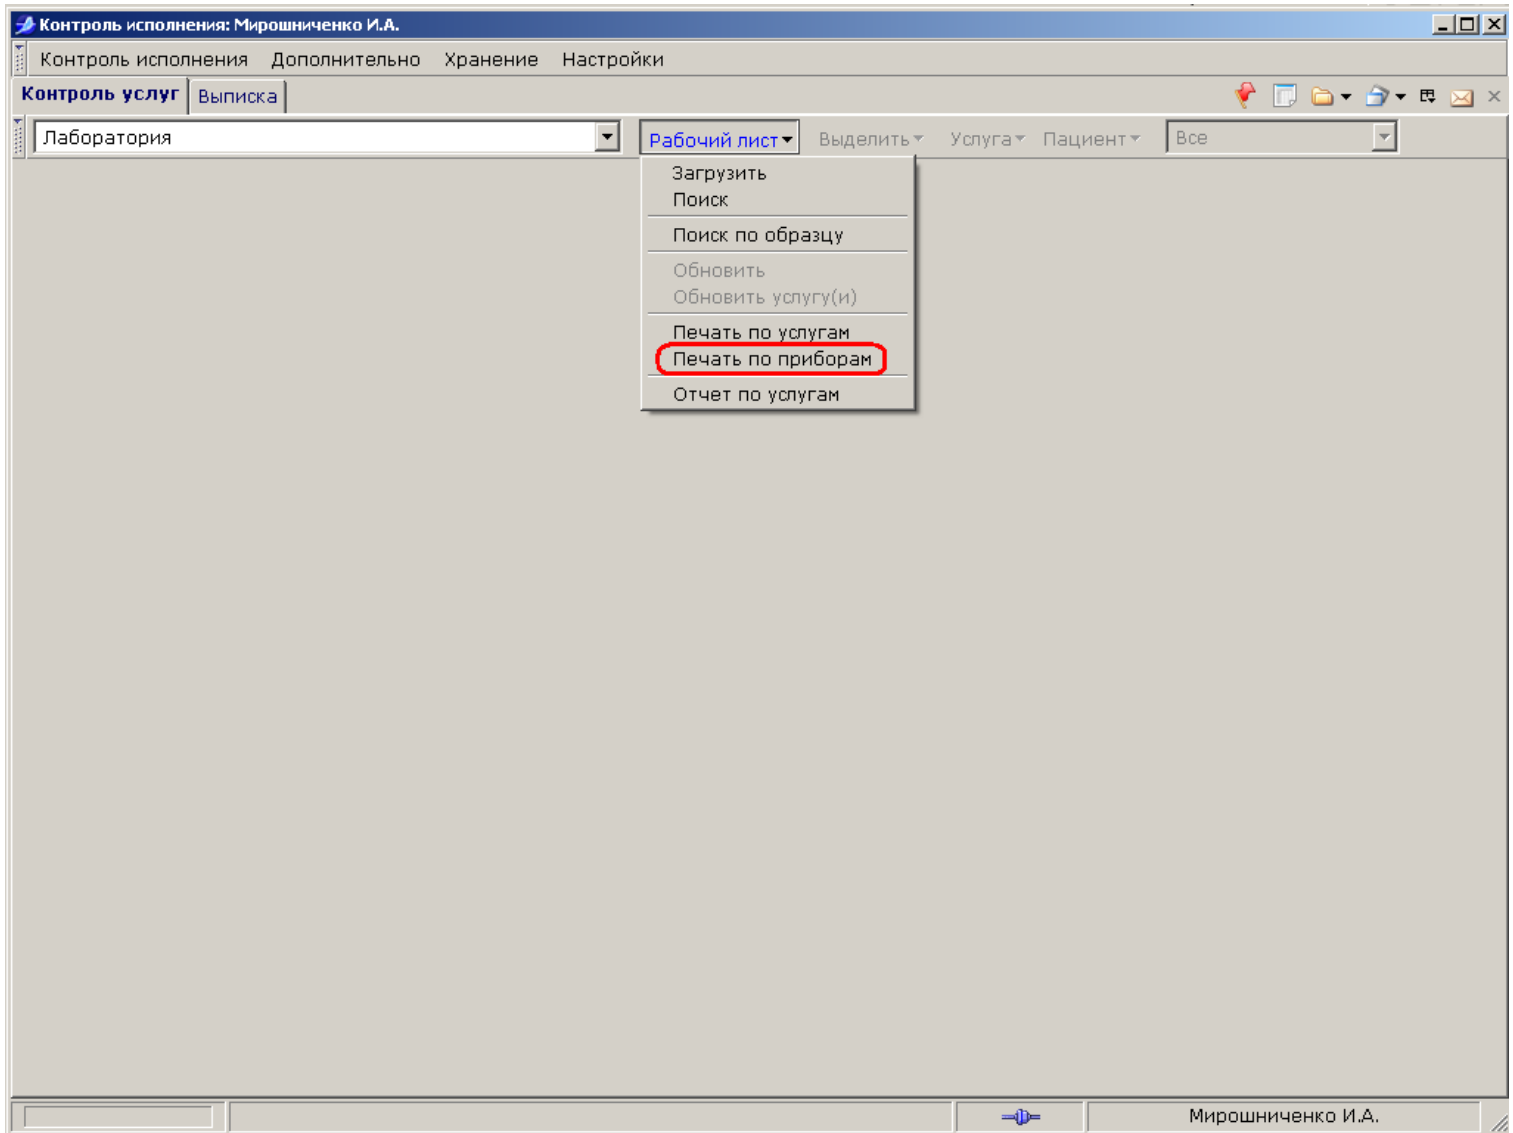 Контроль исполнения: Мирошниченко И.А.
Контроль исполнения Дополнительно Хранение Настройки
Контроль услуг Выписка
Лаборатория Рабочий лист Выделить Услуга Пациент Все
Загрузить
Поиск
Поиск по образцу
Обновить
Обновить услугу(и)
Печать по услугам
Печать по приборам
Отчет по услугам
Мирошниченко И.А.